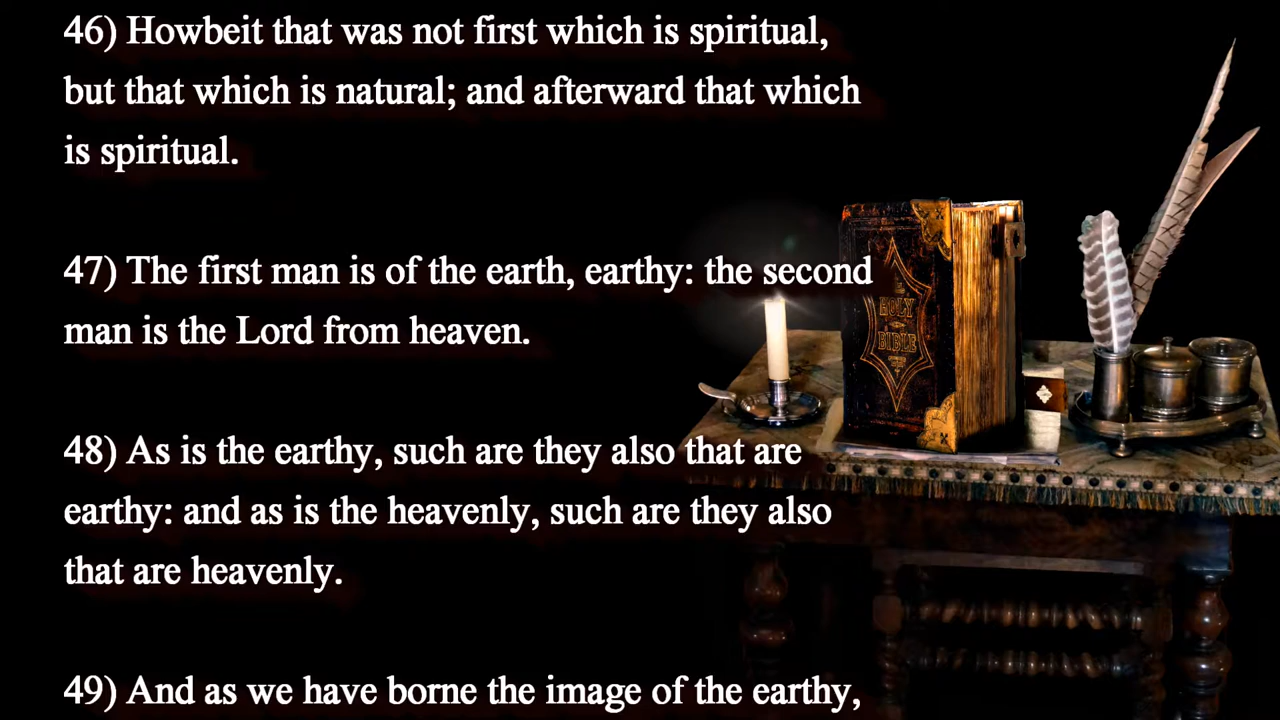 46) Howbeit that was not first which is spiritual,
but that which is natural; and afterward that which
is spiritual.
47) The first man is of the earth, earthy: the second
man is the Lord from heaven.
48) As is the earthy, such are they also that are
earthy: and as is the heavenly, such are they also
that are heavenly.
49) And as we have borne the image of the earthy,
HOLY
BIBLE